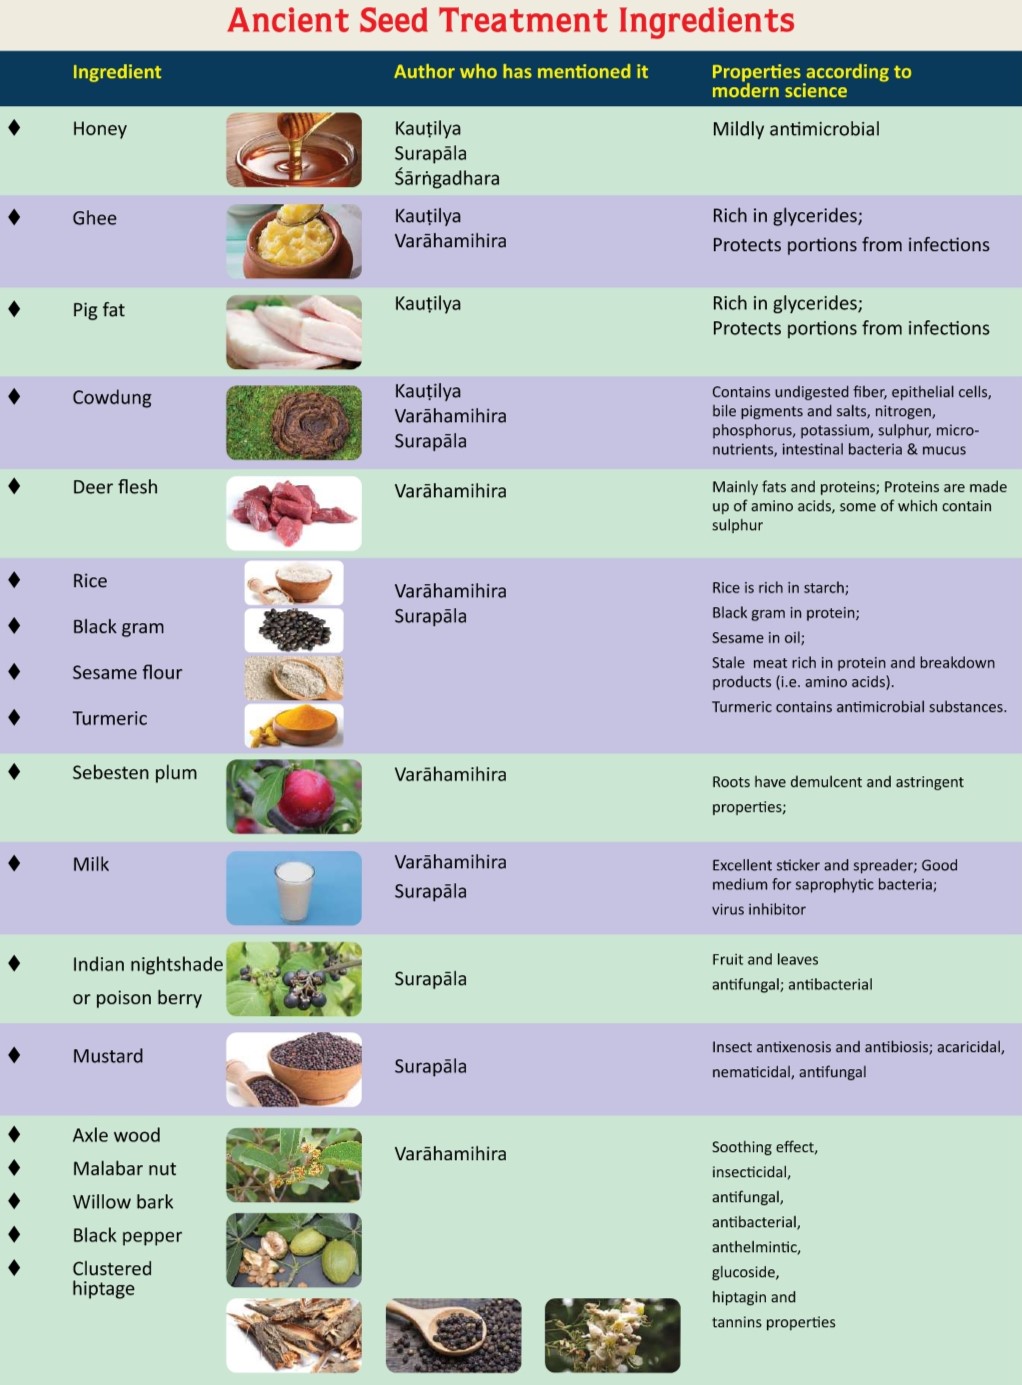 Ancient Seed Treatment Ingredients
Ingredient
Author who has mentioned it
Properties according to
modern science
Honey
Kauṭilya
Surapāla
Śārṅgadhara
Mildly antimicrobial
Ghee
Kauṭilya
Varāhamihira
Rich in glycerides;
Protects portions from infections
Pig fat
Kauṭilya
Rich in glycerides;
Protects portions from infections
Cowdung
Kauṭilya
Varāhamihira
Surapāla
Contains undigested fiber, epithelial cells,
bile pigments and salts, nitrogen,
phosphorus, potassium, sulphur, micro-
nutrients, intestinal bacteria & mucus
Deer flesh
Varāhamihira
Mainly fats and proteins; Proteins are made
up of amino acids, some of which contain
sulphur
Rice
Black gram
Sesame flour
Turmeric
Varāhamihira
Surapāla
Rice is rich in starch;
Black gram in protein;
Sesame in oil;
Stale meat rich in protein and breakdown
products (i.e. amino acids).
Turmeric contains antimicrobial substances.
Sebesten plum
Varāhamihira
Roots have demulcent and astringent
properties;
Milk
Varāhamihira
Surapāla
Excellent sticker and spreader; Good
medium for saprophytic bacteria;
virus inhibitor
Indian nightshade
or poison berry
Surapāla
Fruit and leaves
antifungal; antibacterial
Mustard
Surapāla
Insect antixenosis and antibiosis; acaricidal,
nematicidal, antifungal
Axle wood
Malabar nut
Willow bark
Black pepper
Clustered
hiptage
Varāhamihira
Soothing effect,
insecticidal,
antifungal,
antibacterial,
anthelmintic,
glucoside,
hiptagin and
tannins properties